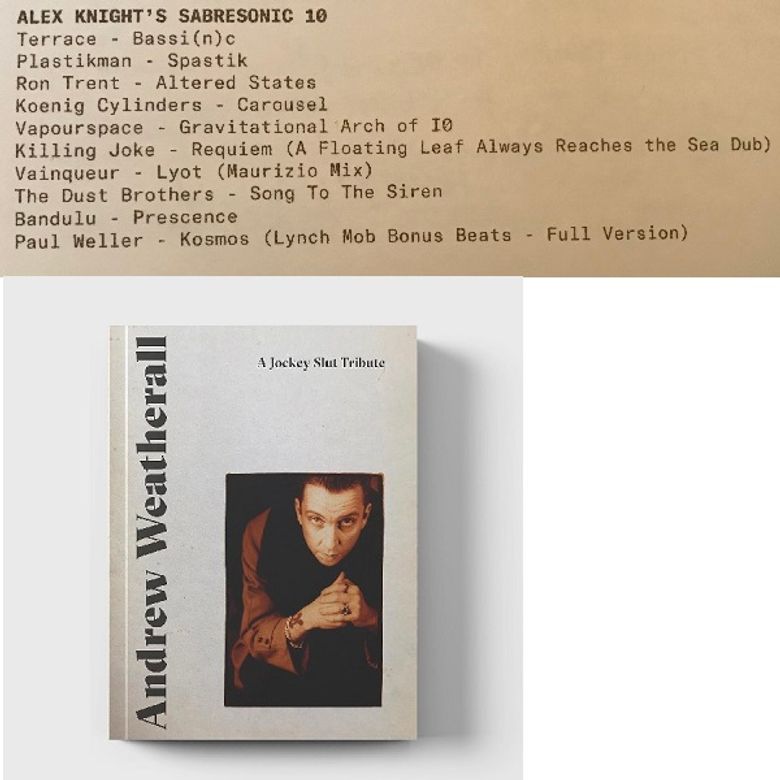 ALEX KNIGHT'S SABRESONIC 10
Terrace - Bassi(n)c
Plastikman - Spastik
Ron Trent - Altered States
Koenig Cylinders - Carousel
Vapourspace - Gravitational Arch of I0
Killing Joke - Requiem (A Floating Leaf Always Reaches the Sea Dub)
Vainqueur - Lyot (Maurizio Mix)
The Dust Brothers - Song To The Siren
Bandulu - Prescence
Paul Weller - Kosmos (Lynch Mob Bonus Beats - Full Version)
Andrew Weatherall
A Jockey Slut Tribute